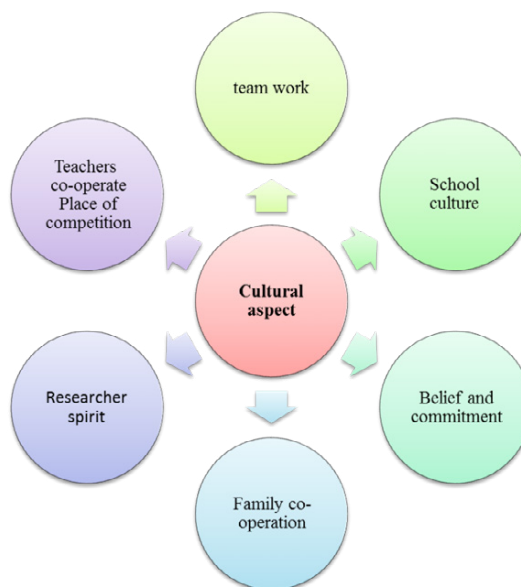 team work
Teachers
co-operate
Place of
competition
School
culture
Cultural
aspect
Researcher
spirit
Belief and
commitment
Family co-
operation